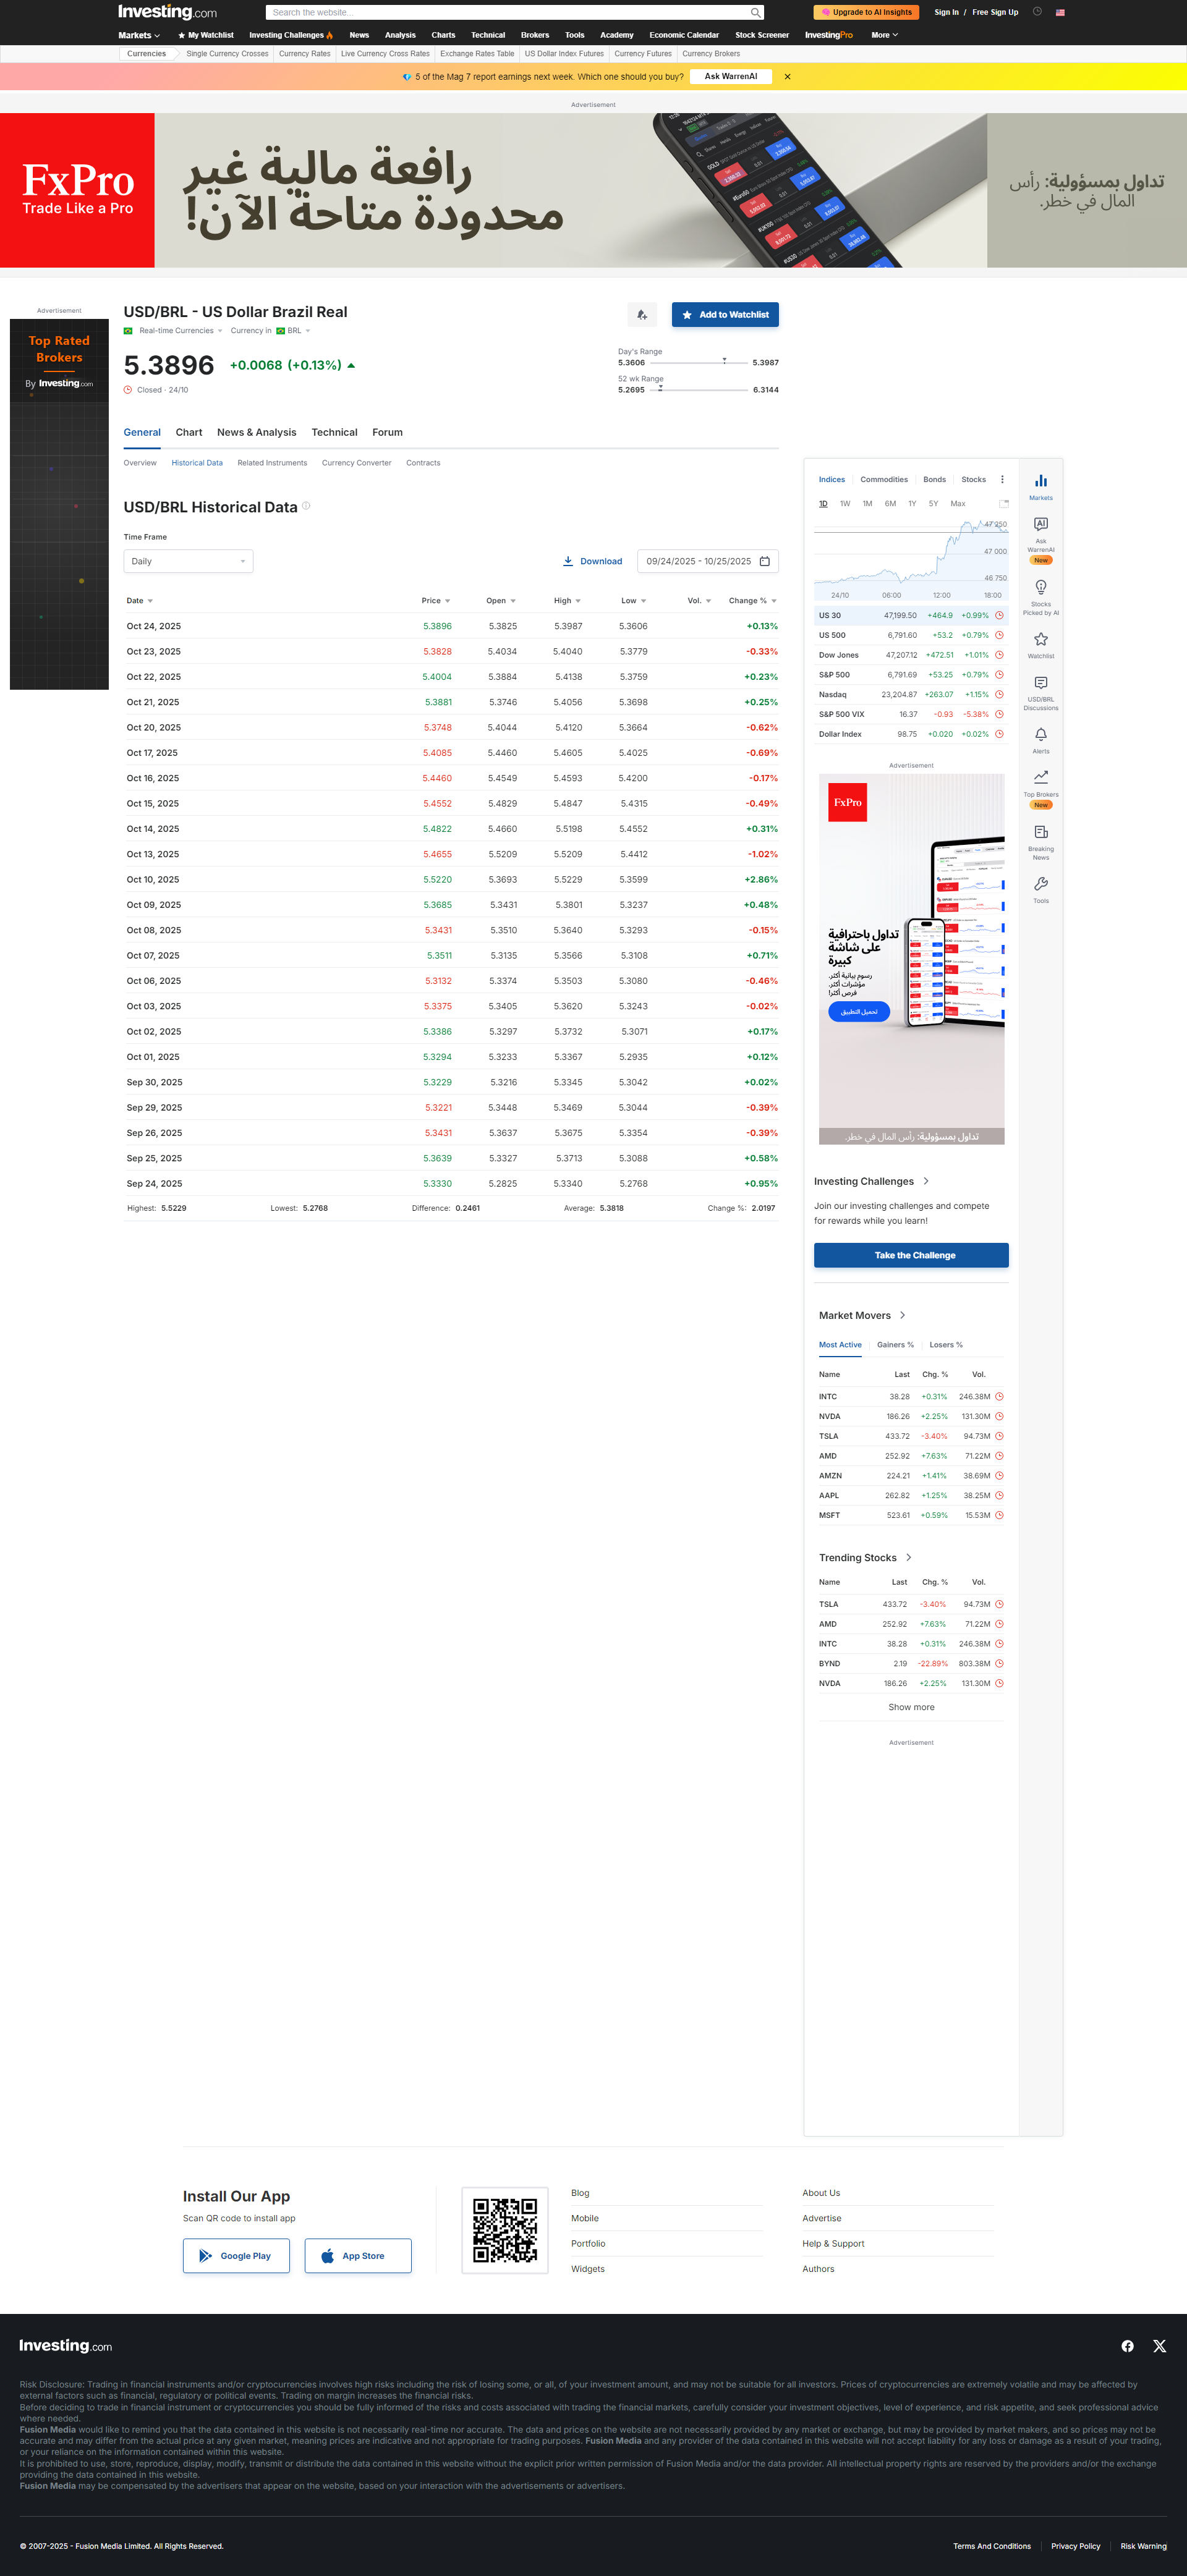 Investing.com
Search the website...
Upgrade to AI Insights
Sign In / Free Sign Up
Markets
My Watchlist
Investing Challenges
News
Analysis
Charts
Technical
Brokers
Tools
Academy
Economic Calendar
Stock Screener
InvestingPro
More
Currencies
Single Currency Crosses
Currency Rates
Live Currency Cross Rates
Exchange Rates Table
US Dollar Index Futures
Currency Futures
Currency Brokers
5 of the Mag 7 report earnings next week. Which one should you buy? Ask WarrenAI
Advertisement
FxPro
Trade Like a Pro
رافعة مالية غير
محدودة متاحة الآن!
تداول بمسؤولية: رأس
المال في خطر.
Advertisement
Top Rated
Brokers
By Investing.com
USD/BRL - US Dollar Brazil Real
Add to Watchlist
Real-time Currencies
Currency in BRL
5.3896 +0.0068 (+0.13%)
Closed · 24/10
Day's Range
5.3606 5.3987
52 wk Range
5.2695 6.3144
General Chart News & Analysis Technical Forum
Overview Historical Data Related Instruments Currency Converter Contracts
USD/BRL Historical Data
Time Frame
Daily
Download
09/24/2025 - 10/25/2025
Date Price Open High Low Vol. Change %
Oct 24, 2025 5.3896 5.3825 5.3987 5.3606 +0.13%
Oct 23, 2025 5.3828 5.4034 5.4040 5.3779 -0.33%
Oct 22, 2025 5.4004 5.3884 5.4138 5.3759 +0.23%
Oct 21, 2025 5.3881 5.3746 5.4056 5.3698 +0.25%
Oct 20, 2025 5.3748 5.4044 5.4120 5.3664 -0.62%
Oct 17, 2025 5.4085 5.4460 5.4605 5.4025 -0.69%
Oct 16, 2025 5.4460 5.4549 5.4593 5.4200 -0.17%
Oct 15, 2025 5.4552 5.4829 5.4847 5.4315 -0.49%
Oct 14, 2025 5.4822 5.4660 5.5198 5.4552 +0.31%
Oct 13, 2025 5.4655 5.5209 5.5209 5.4412 -1.02%
Oct 10, 2025 5.5220 5.3693 5.5229 5.3599 +2.86%
Oct 09, 2025 5.3685 5.3431 5.3801 5.3237 +0.48%
Oct 08, 2025 5.3431 5.3510 5.3640 5.3293 -0.15%
Oct 07, 2025 5.3511 5.3135 5.3566 5.3108 +0.71%
Oct 06, 2025 5.3132 5.3374 5.3503 5.3080 -0.46%
Oct 03, 2025 5.3375 5.3405 5.3620 5.3243 -0.02%
Oct 02, 2025 5.3386 5.3297 5.3732 5.3071 +0.17%
Oct 01, 2025 5.3294 5.3233 5.3367 5.2935 +0.12%
Sep 30, 2025 5.3229 5.3216 5.3345 5.3042 +0.02%
Sep 29, 2025 5.3221 5.3448 5.3469 5.3044 -0.39%
Sep 26, 2025 5.3431 5.3637 5.3675 5.3354 -0.39%
Sep 25, 2025 5.3639 5.3327 5.3713 5.3088 +0.58%
Sep 24, 2025 5.3330 5.2825 5.3340 5.2768 +0.95%
Highest: 5.5229 Lowest: 5.2768 Difference: 0.2461 Average: 5.3818 Change %: 2.0197
Indices Commodities Bonds Stocks
1D 1W 1M 6M 1Y 5Y Max
47 250
47 000
46 750
24/10 06:00 12:00 18:00
US 30 47,199.50 +464.9 +0.99%
US 500 6,791.60 +53.2 +0.79%
Dow Jones 47,207.12 +472.51 +1.01%
S&P 500 6,791.69 +53.25 +0.79%
Nasdaq 23,204.87 +263.07 +1.15%
S&P 500 VIX 16.37 -0.93 -5.38%
Dollar Index 98.75 +0.020 +0.02%
Markets
Ask
WarrenAI
New
Stocks
Picked by AI
Watchlist
USD/BRL
Discussions
Alerts
Top Brokers
New
Breaking
News
Tools
Advertisement
FxPro
تداول باحترافية
على شاشة
كبيرة
رسوم بيانية أكثر.
مؤشرات أكثر.
فرص أكثر!
تحميل التطبيق
تداول بمسؤولية: رأس المال في خطر.
Investing Challenges
Join our investing challenges and compete
for rewards while you learn!
Take the Challenge
Market Movers
Most Active Gainers % Losers %
Name Last Chg. % Vol.
INTC 38.28 +0.31% 246.38M
NVDA 186.26 +2.25% 131.30M
TSLA 433.72 -3.40% 94.73M
AMD 252.92 +7.63% 71.22M
AMZN 224.21 +1.41% 38.69M
AAPL 262.82 +1.25% 38.25M
MSFT 523.61 +0.59% 15.53M
Trending Stocks
Name Last Chg. % Vol.
TSLA 433.72 -3.40% 94.73M
AMD 252.92 +7.63% 71.22M
INTC 38.28 +0.31% 246.38M
BYND 2.19 -22.89% 803.38M
NVDA 186.26 +2.25% 131.30M
Show more
Advertisement
Install Our App
Scan QR code to install app
Google Play
App Store
Blog
Mobile
Portfolio
Widgets
About Us
Advertise
Help & Support
Authors
Investing.com
Risk Disclosure: Trading in financial instruments and/or cryptocurrencies involves high risks including the risk of losing some, or all, of your investment amount, and may not be suitable for all investors. Prices of cryptocurrencies are extremely volatile and may be affected by
external factors such as financial, regulatory or political events. Trading on margin increases the financial risks.
Before deciding to trade in financial instrument or cryptocurrencies you should be fully informed of the risks and costs associated with trading the financial markets, carefully consider your investment objectives, level of experience, and risk appetite, and seek professional advice
where needed.
Fusion Media would like to remind you that the data contained in this website is not necessarily real-time nor accurate. The data and prices on the website are not necessarily provided by any market or exchange, but may be provided by market makers, and so prices may not be
accurate and may differ from the actual price at any given market, meaning prices are indicative and not appropriate for trading purposes. Fusion Media and any provider of the data contained in this website will not accept liability for any loss or damage as a result of your trading,
or your reliance on the information contained within this website.
It is prohibited to use, store, reproduce, display, modify, transmit or distribute the data contained in this website without the explicit prior written permission of Fusion Media and/or the data provider. All intellectual property rights are reserved by the providers and/or the exchange
providing the data contained in this website.
Fusion Media may be compensated by the advertisers that appear on the website, based on your interaction with the advertisements or advertisers.
© 2007-2025 - Fusion Media Limited. All Rights Reserved.
Terms And Conditions
Privacy Policy
Risk Warning